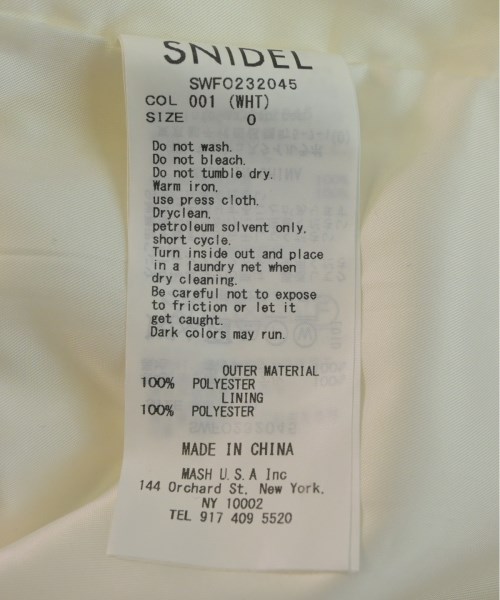 SNIDEL
SWFO232045
COL 001 (WHT)
SIZE 0
Do not wash.
Do not bleach.
Do not tumble dry.
Warm iron.
use press cloth.
Dryclean.
petroleum solvent only.
short cycle.
Turn inside out and place
in a laundry net when
dry cleaning.
Be careful not to expose
to friction or let it
get caught.
Dark colors may run.
OUTER MATERIAL
100% POLYESTER
LINING
100% POLYESTER
MADE IN CHINA
MASH U.S.A Inc
144 Orchard St. New York.
NY 10002
TEL 917 409 5520